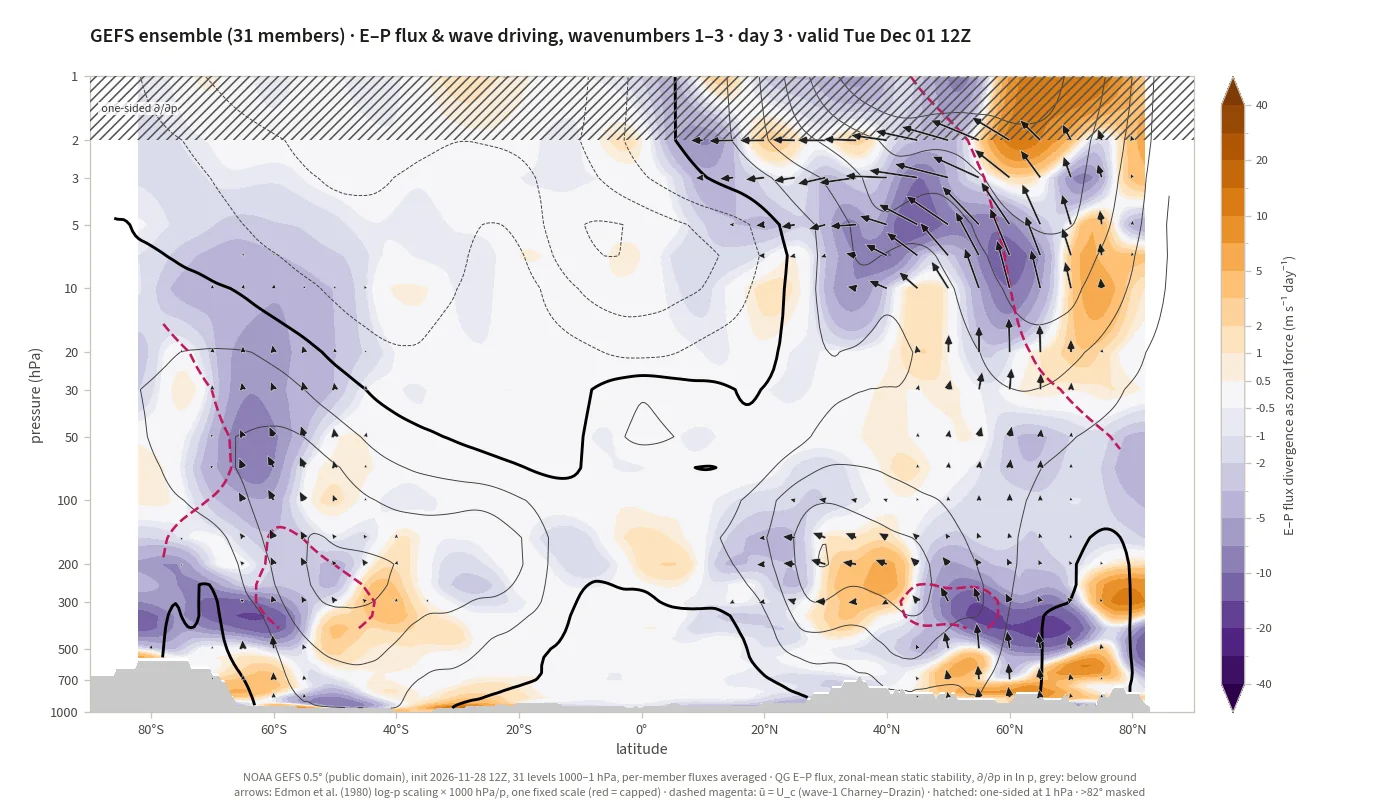 GEFS ensemble (31 members) · E–P flux & wave driving, wavenumbers 1–3 · day 3 · valid Tue Dec 01 12Z
one-sided ∂/∂p
pressure (hPa)
1
2
3
5
10
20
30
50
100
200
300
500
700
1000
80°S
60°S
40°S
20°S
0°
20°N
40°N
60°N
80°N
latitude
40
20
10
5
2
1
0.5
-0.5
-1
-2
-5
-10
-20
-40
E–P flux divergence as zonal force (m s⁻¹ day⁻¹)
NOAA GEFS 0.5° (public domain), init 2026-11-28 12Z, 31 levels 1000–1 hPa, per-member fluxes averaged · QG E–P flux, zonal-mean static stability, ∂/∂p in ln p, grey: below ground
arrows: Edmon et al. (1980) log-p scaling × 1000 hPa/p, one fixed scale (red = capped) · dashed magenta: ū = U_c (wave-1 Charney–Drazin) · hatched: one-sided at 1 hPa · >82° masked